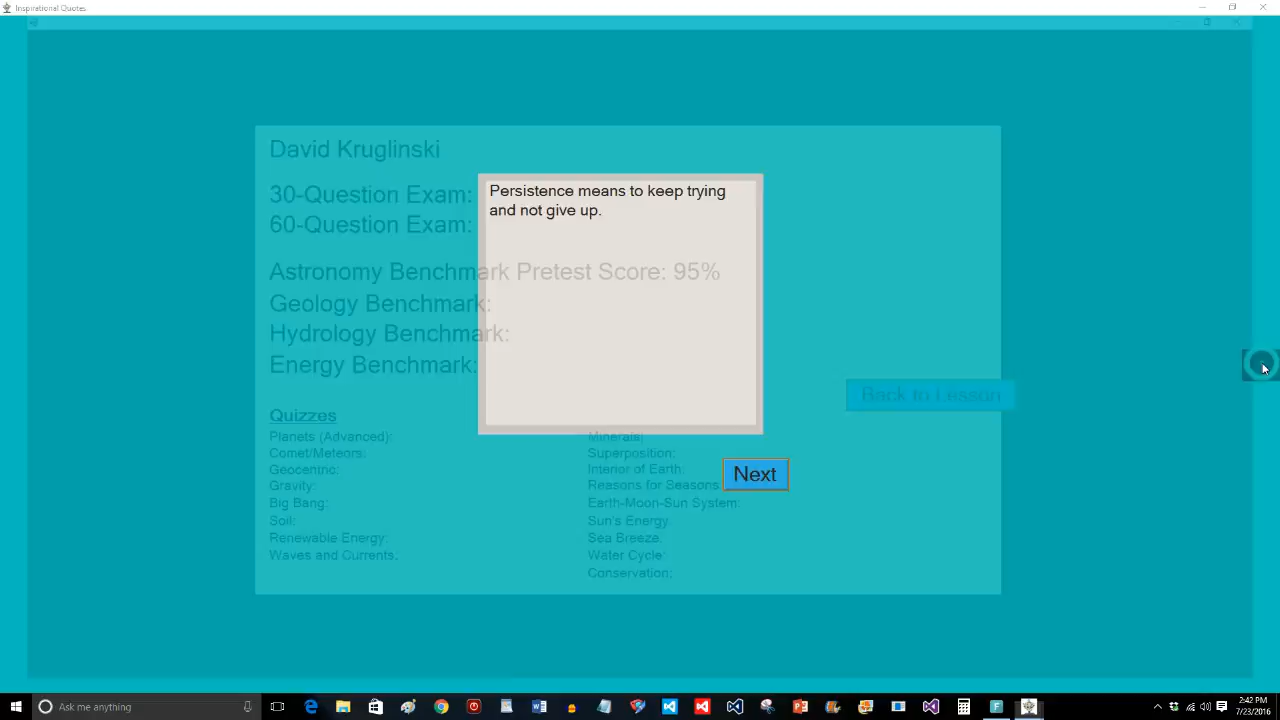 Inspirational Quotes
David Kruglinski
30-Question Exam:
60-Question Exam:
Persistence means to keep trying
and not give up.
Astronomy Benchmark Pretest Score: 95%
Geology Benchmark:
Hydrology Benchmark:
Energy Benchmark:
Back to Lesson
Quizzes
Planets (Advanced):
Comet/Meteors:
Geocentric:
Gravity:
Big Bang:
Soil:
Renewable Energy:
Waves and Currents:
Minerals:
Superposition:
Interior of Earth:
Reasons for Seasons
Earth-Moon-Sun System:
Sun's Energy
Sea Breeze:
Water Cycle:
Conservation:
Next
Ask me anything
2:42 PM
7/23/2016